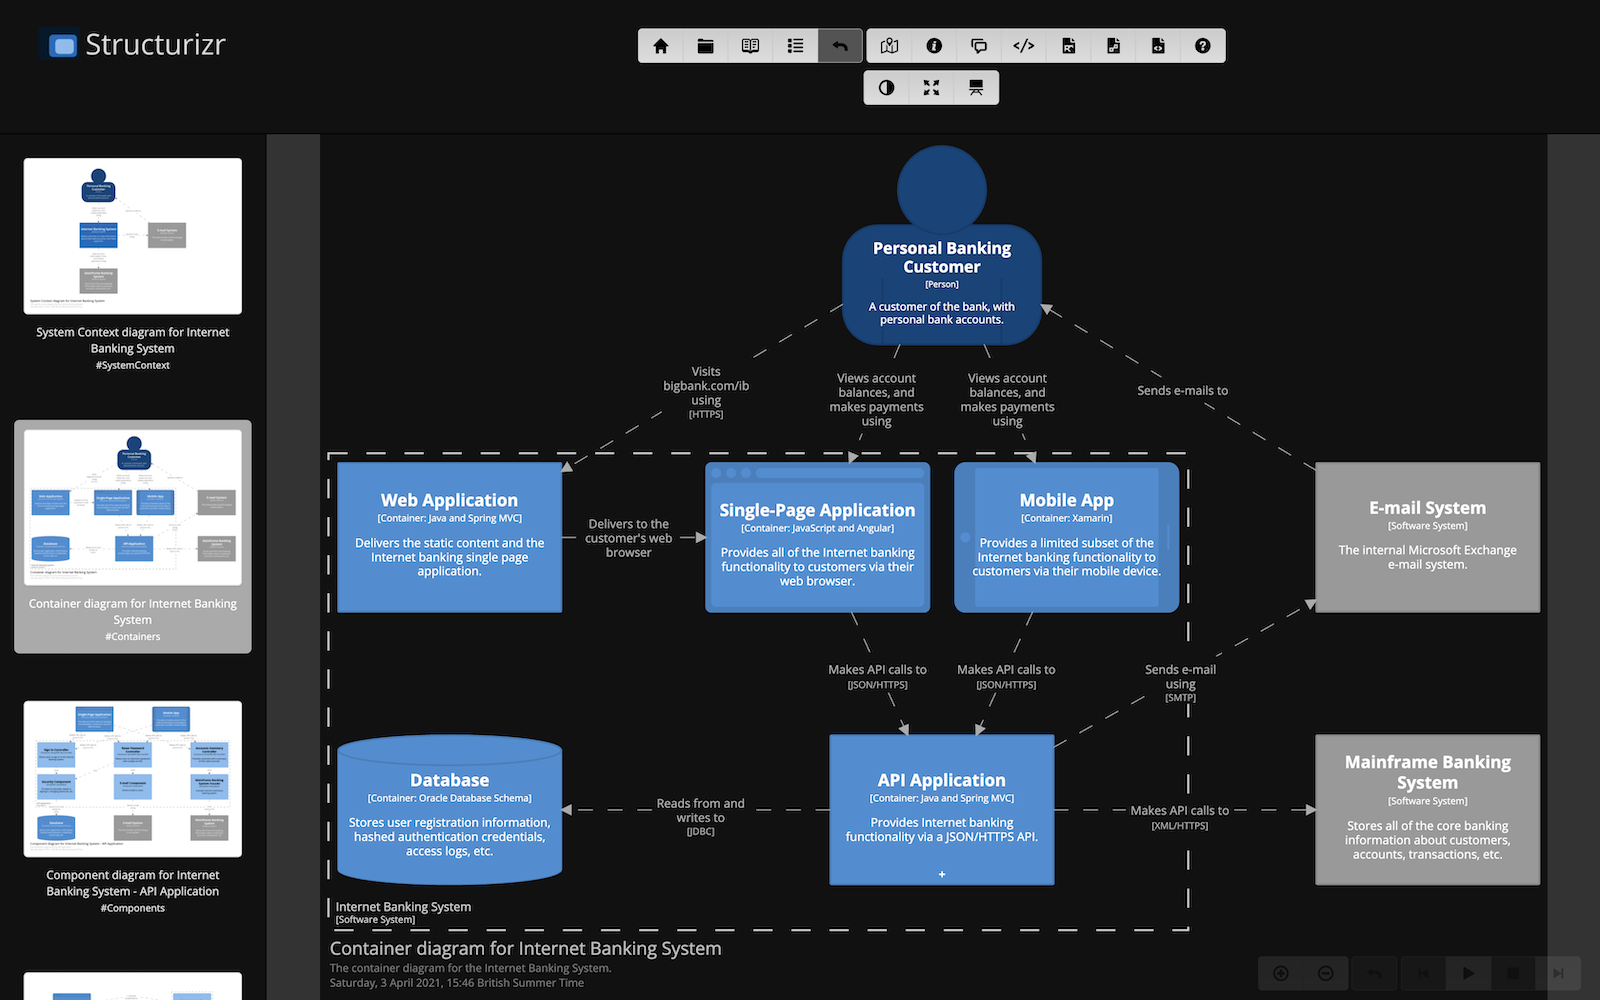 Structurizr
System Context diagram for Internet
Banking System
#SystemContext
Container diagram for Internet Banking
System
#Containers
Component diagram for Internet
Banking System - API Application
#Components
Personal Banking
Customer
[Person]
A customer of the bank, with
personal bank accounts.
Visits
bigbank.com/ib
using
[HTTPS]
Views account
balances, and
makes payments
using
Views account
balances, and
makes payments
using
Sends e-mails to
Web Application
[Container: Java and Spring MVC]
Delivers the static content and the
Internet banking single page
application.
Delivers to the
customer's web
browser
Single-Page Application
[Container: JavaScript and Angular]
Provides all of the Internet banking
functionality to customers via their
web browser.
Mobile App
[Container: Xamarin]
Provides a limited subset of the
Internet banking functionality to
customers via their mobile device.
E-mail System
[Software System]
The internal Microsoft Exchange
e-mail system.
Makes API calls to
[JSON/HTTPS]
Makes API calls to
[JSON/HTTPS]
Sends e-mail
using
[SMTP]
Database
[Container: Oracle Database Schema]
Stores user registration information,
hashed authentication credentials,
access logs, etc.
Reads from and
writes to
[JDBC]
API Application
[Container: Java and Spring MVC]
Provides Internet banking
functionality via a JSON/HTTPS API.
+
Makes API calls to
[XML/HTTPS]
Mainframe Banking
System
[Software System]
Stores all of the core banking
information about customers,
accounts, transactions, etc.
Internet Banking System
[Software System]
Container diagram for Internet Banking System
The container diagram for the Internet Banking System.
Saturday, 3 April 2021, 15:46 British Summer Time